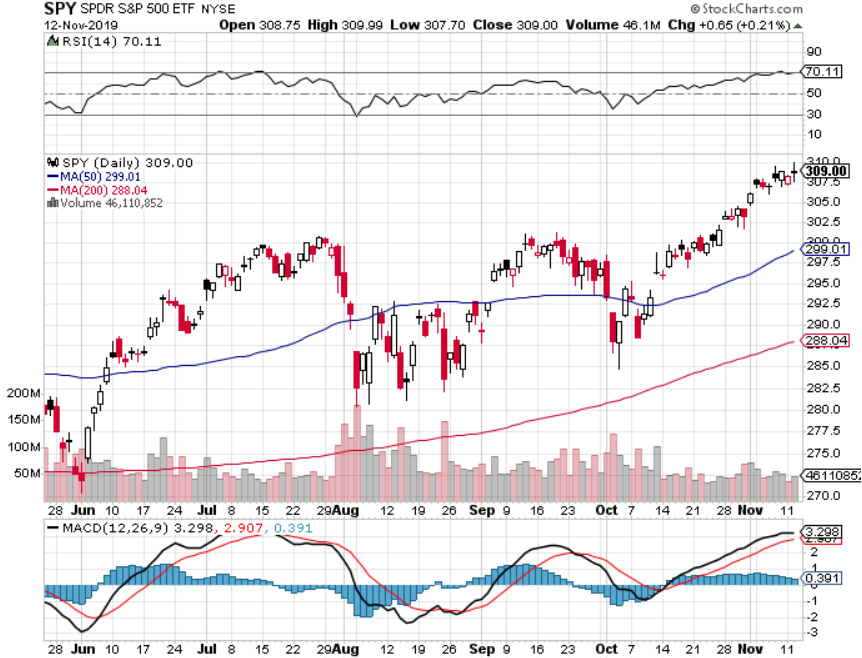 SPY SPDR S&P 500 ETF NYSE © StockCharts.com
12-Nov-2019 Open 308.75 High 309.99 Low 307.70 Close 309.00 Volume 46.1M Chg +0.65 (+0.21%)
RSI(14) 70.11
90
70.11
50
30
10
SPY (Daily) 309.00
MA(50) 299.01
MA(200) 288.04
Volume 46,110,852
310.0
309.00
307.5
305.0
302.5
300.0
299.01
297.5
295.0
292.5
290.0
288.04
285.0
282.5
280.0
277.5
275.0
46110852
270.0
200M
150M
100M
50M
28 Jun 10 17 24 Jul 8 15 22 29 Aug 12 19 26 Sep 9 16 23 Oct 7 14 21 28 Nov 11
MACD(12,26,9) 3.298, 2.907, 0.391
3.298
2.907
2
1
0.391
-1
-2
-3
28 Jun 10 17 24 Jul 8 15 22 29 Aug 12 19 26 Sep 9 16 23 Oct 7 14 21 28 Nov 11